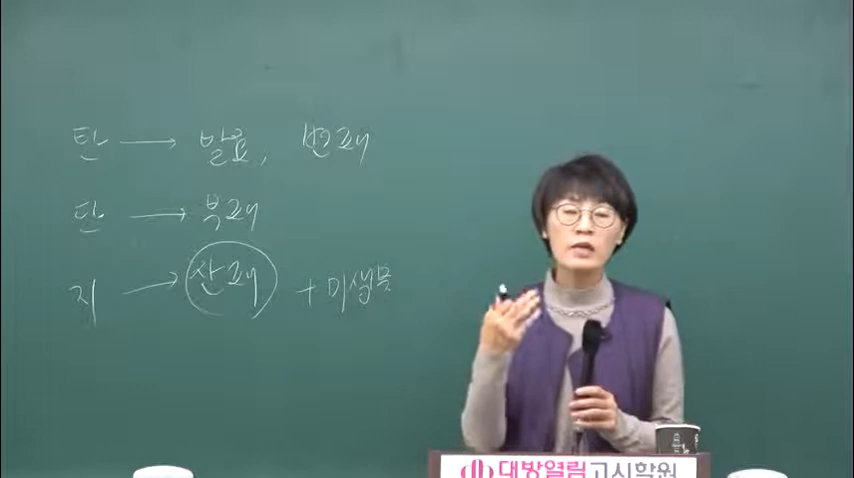 탄 → 발효, 변패
탄 → 부패
지 → 산패 + 미생물
대방열림고시학원